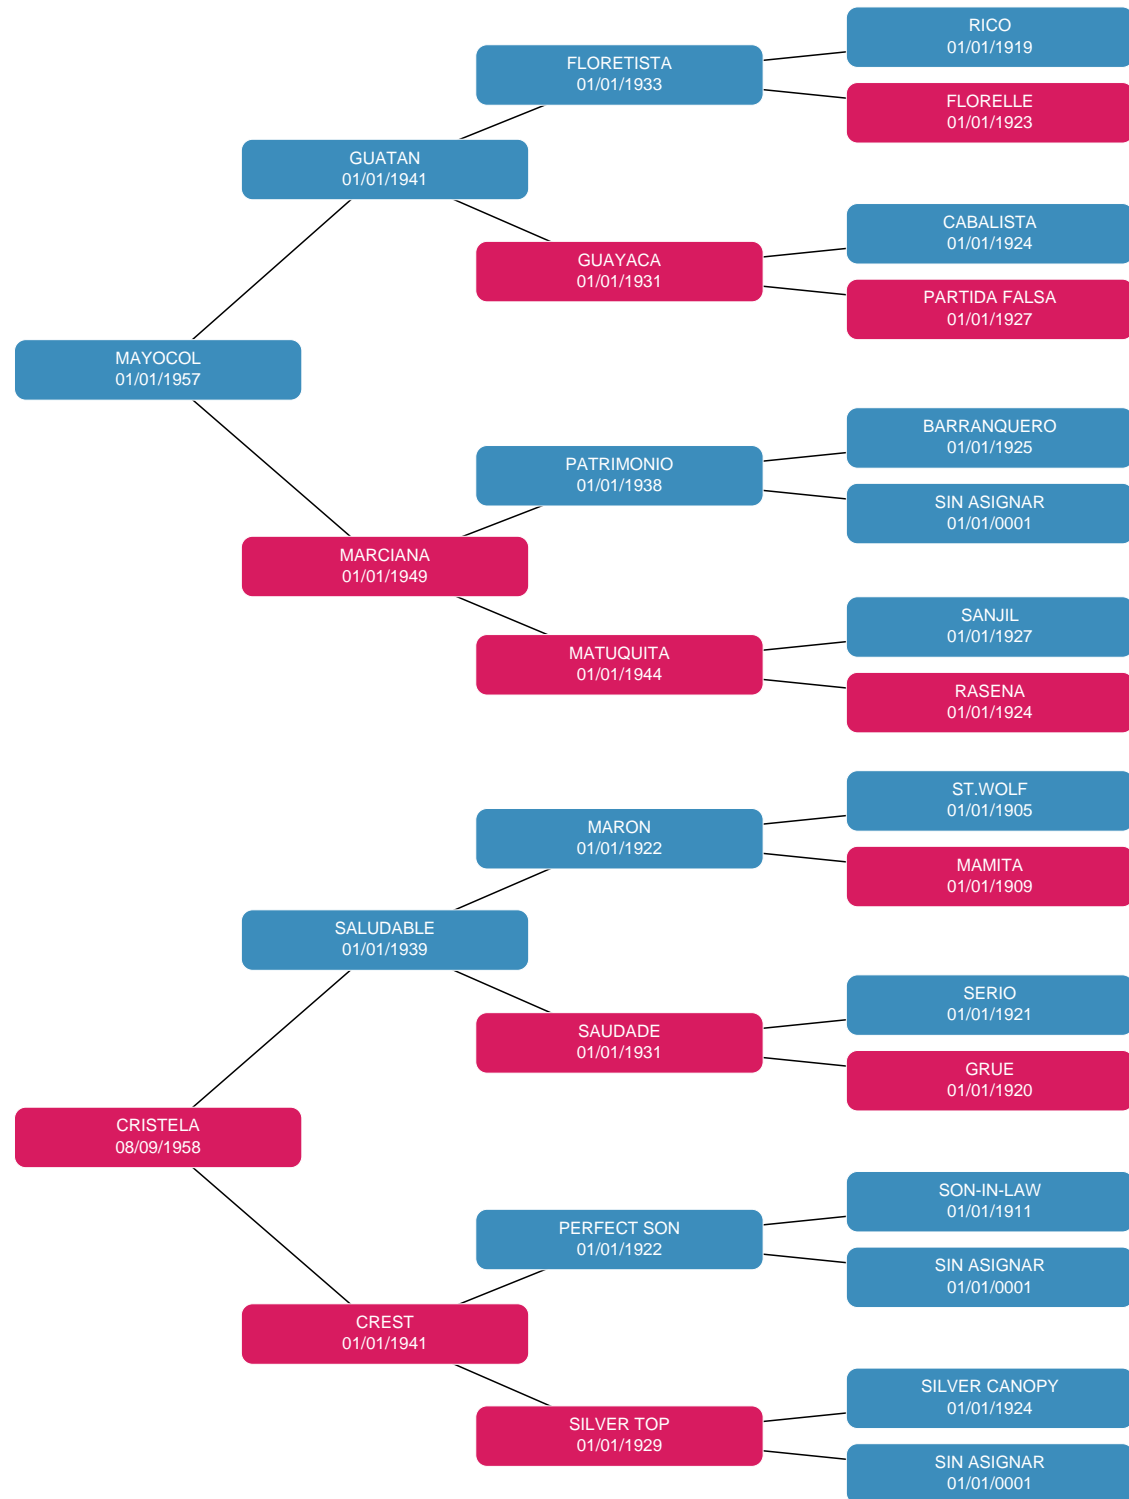 RICO
01/01/1919
FLORETISTA
01/01/1933
FLORELLE
01/01/1923
GUATAN
01/01/1941
CABALISTA
01/01/1924
GUAYACA
01/01/1931
PARTIDA FALSA
01/01/1927
MAYOCOL
01/01/1957
BARRANQUERO
01/01/1925
PATRIMONIO
01/01/1938
SIN ASIGNAR
01/01/0001
MARCIANA
01/01/1949
SANJIL
01/01/1927
MATUQUITA
01/01/1944
RASENA
01/01/1924
ST.WOLF
01/01/1905
MARON
01/01/1922
MAMITA
01/01/1909
SALUDABLE
01/01/1939
SERIO
01/01/1921
SAUDADE
01/01/1931
GRUE
01/01/1920
CRISTELA
08/09/1958
SON-IN-LAW
01/01/1911
PERFECT SON
01/01/1922
SIN ASIGNAR
01/01/0001
CREST
01/01/1941
SILVER CANOPY
01/01/1924
SILVER TOP
01/01/1929
SIN ASIGNAR
01/01/0001